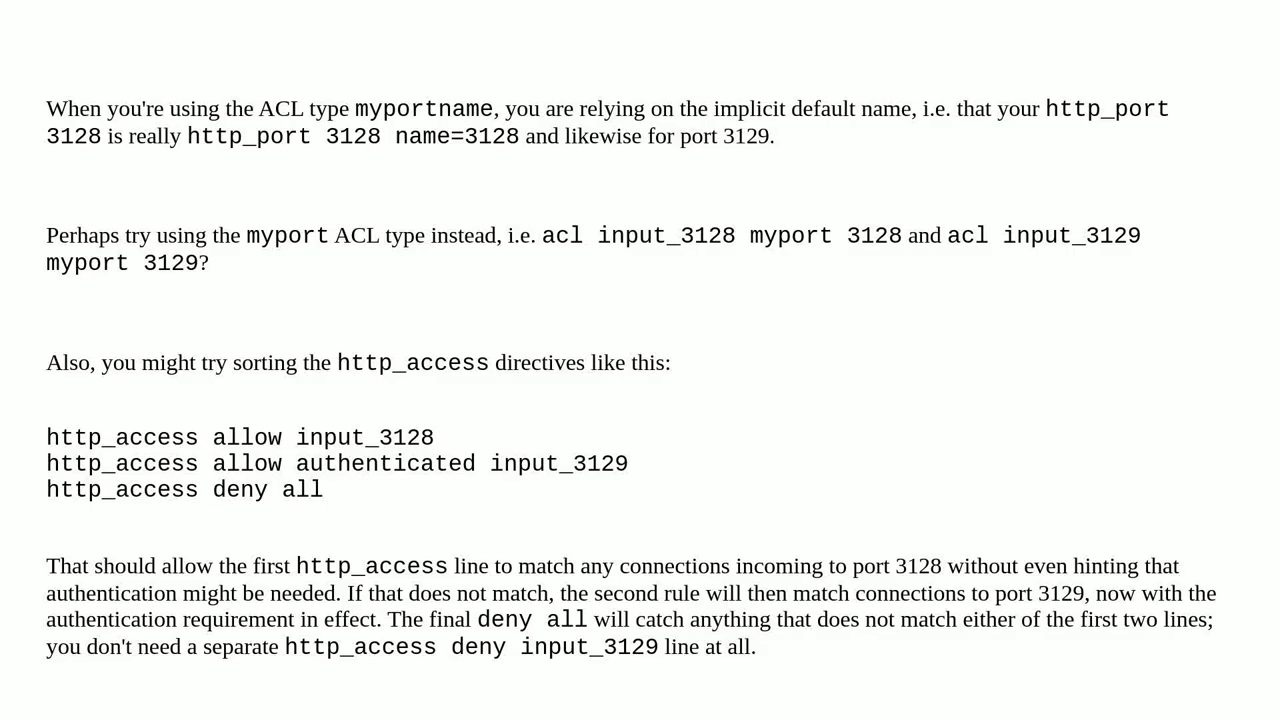 When you're using the ACL type myportname, you are relying on the implicit default name, i.e. that your http_port
3128 is really http_port 3128 name=3128 and likewise for port 3129.
Perhaps try using the myport ACL type instead, i.e. acl input_3128 myport 3128 and acl input_3129
myport 3129?
Also, you might try sorting the http_access directives like this:
http_access allow input_3128
http_access allow authenticated input_3129
http_access deny all
That should allow the first http_access line to match any connections incoming to port 3128 without even hinting that
authentication might be needed. If that does not match, the second rule will then match connections to port 3129, now with the
authentication requirement in effect. The final deny all will catch anything that does not match either of the first two lines;
you don't need a separate http_access deny input_3129 line at all.